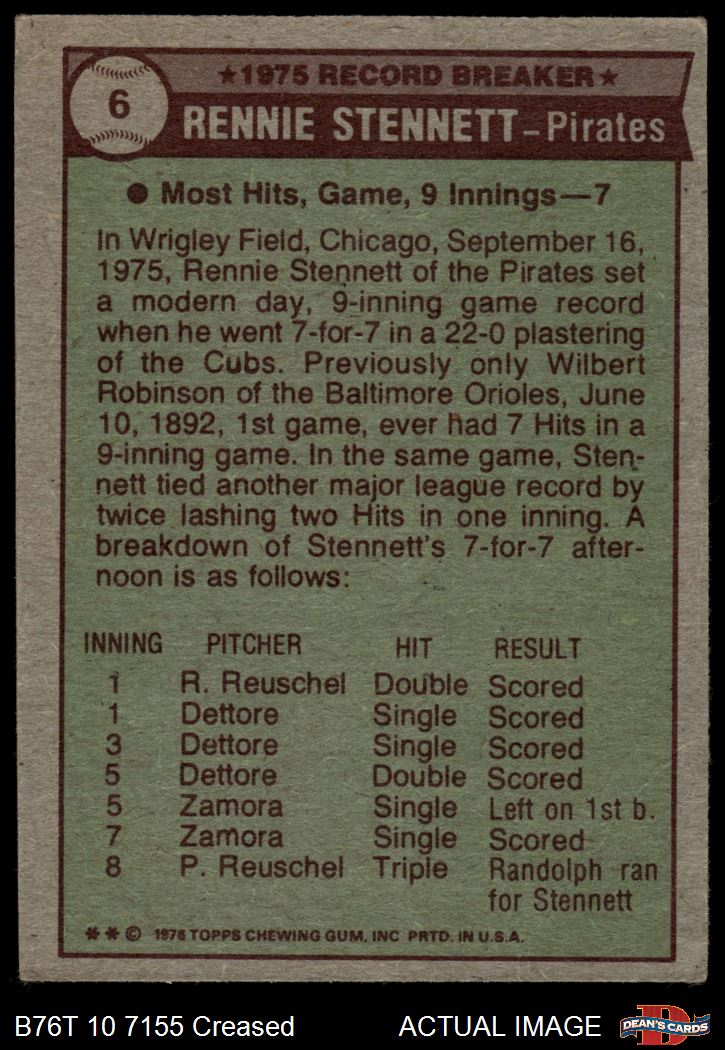 6
★1975 RECORD BREAKER★
RENNIE STENNETT-Pirates
● Most Hits, Game, 9 Innings—7
In Wrigley Field, Chicago, September 16,
1975, Rennie Stennett of the Pirates set
a modern day, 9-inning game record
when he went 7-for-7 in a 22-0 plastering
of the Cubs. Previously only Wilbert
Robinson of the Baltimore Orioles, June
10, 1892, 1st game, ever had 7 Hits in a
9-inning game. In the same game, Sten-
nett tied another major league record by
twice lashing two Hits in one inning. A
breakdown of Stennett's 7-for-7 after-
noon is as follows:
INNING PITCHER HIT RESULT
1 R. Reuschel Double Scored
1 Dettore Single Scored
3 Dettore Single Scored
5 Dettore Double Scored
5 Zamora Single Left on 1st b.
7 Zamora Single Scored
8 P. Reuschel Triple Randolph ran
for Stennett
* * © 1976 TOPPS CHEWING GUM, INC PRTD. IN U.S.A.
B76T 10 7155 Creased ACTUAL IMAGE D DEAN'S CARDS